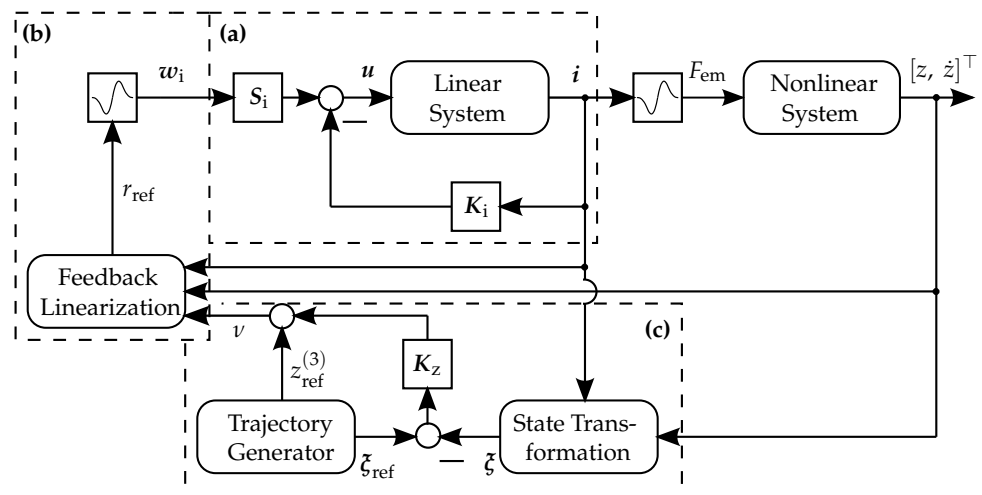 (b)
(a)
w_i
S_i
u
Linear
System
i
F_em
Nonlinear
System
[z, ż]^⊤
−
r_ref
K_i
Feedback
Linearization
ν
(c)
z_ref^(3)
K_z
Trajectory
Generator
ξ_ref
−
ξ
State Trans-
formation